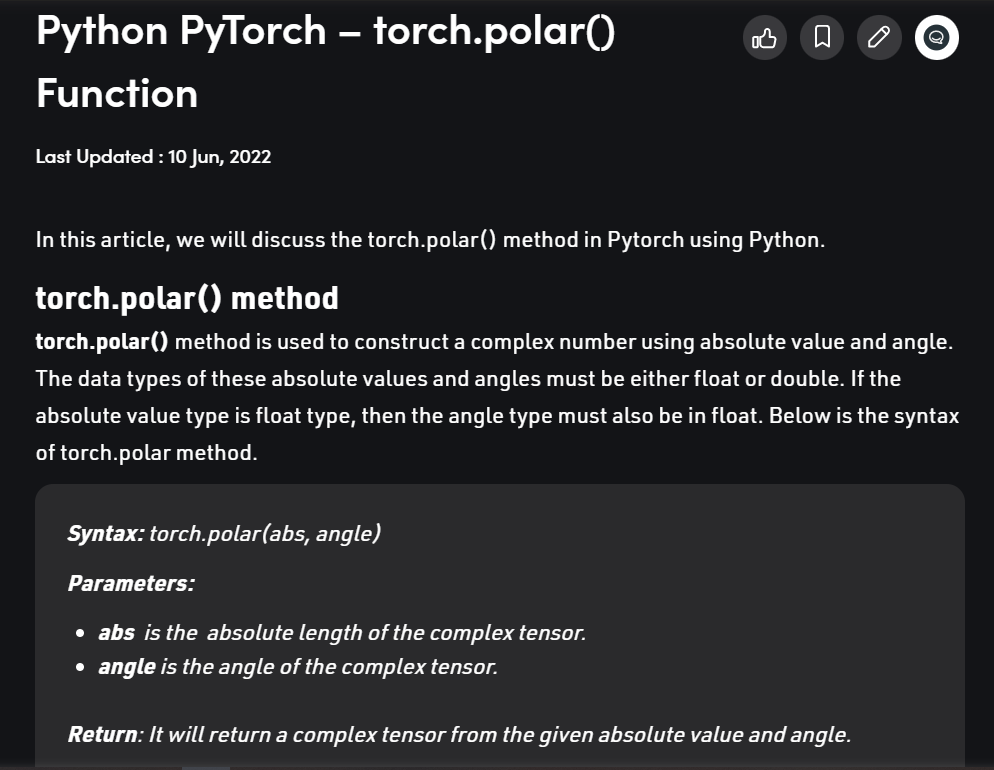 Python PyTorch – torch.polar()
Function
Last Updated : 10 Jun, 2022
In this article, we will discuss the torch.polar() method in Pytorch using Python.
torch.polar() method
torch.polar() method is used to construct a complex number using absolute value and angle.
The data types of these absolute values and angles must be either float or double. If the
absolute value type is float type, then the angle type must also be in float. Below is the syntax
of torch.polar method.
Syntax: torch.polar(abs, angle)
Parameters:
• abs  is the  absolute length of the complex tensor.
• angle is the angle of the complex tensor.
Return: It will return a complex tensor from the given absolute value and angle.